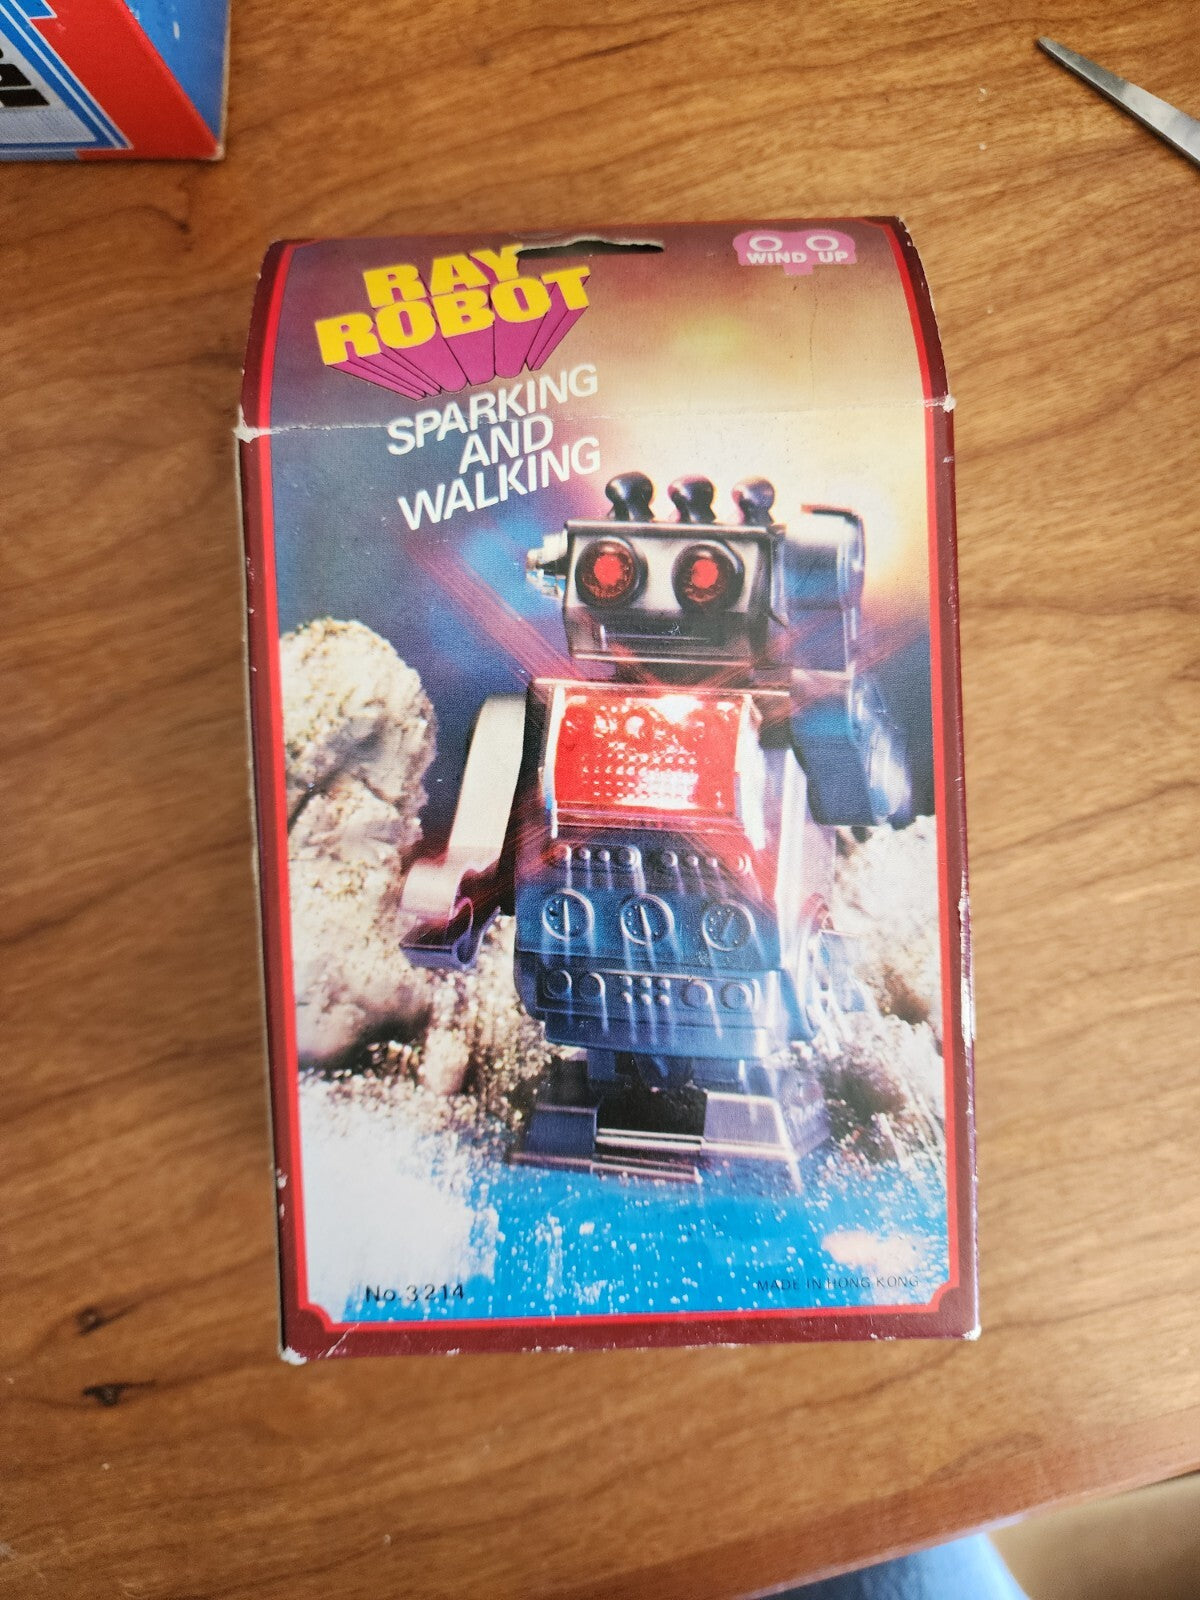 RAY
ROBOT
WIND UP
SPARKING
AND
WALKING
No. 3214
MADE IN HONG KONG